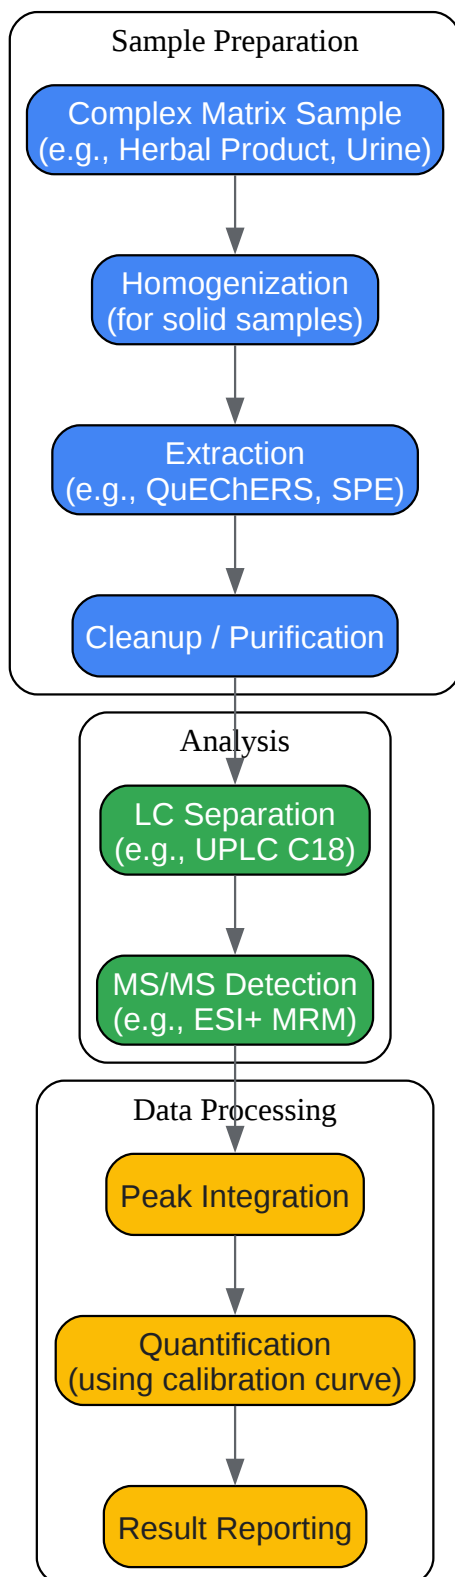 Sample Preparation
Complex Matrix Sample
(e.g., Herbal Product, Urine)
Homogenization
(for solid samples)
Extraction
(e.g., QuEChERS, SPE)
Cleanup / Purification
Analysis
LC Separation
(e.g., UPLC C18)
MS/MS Detection
(e.g., ESI+ MRM)
Data Processing
Peak Integration
Quantification
(using calibration curve)
Result Reporting